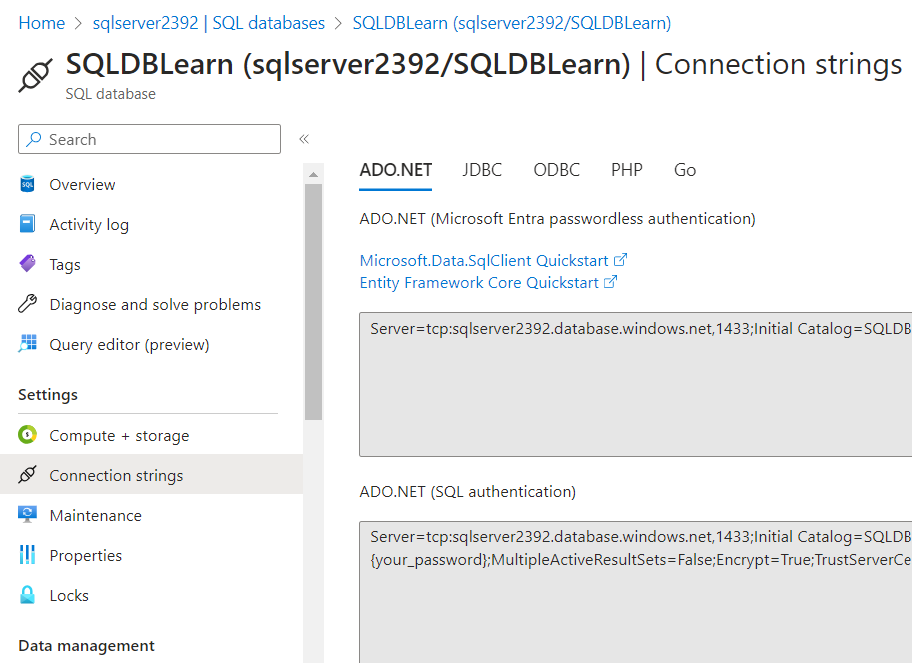 Home > sqlserver2392 | SQL databases > SQLDBLearn (sqlserver2392/SQLDBLearn)
SQLDBLearn (sqlserver2392/SQLDBLearn) | Connection strings
SQL database
Search
«
Overview
Activity log
Tags
Diagnose and solve problems
Query editor (preview)
Settings
Compute + storage
Connection strings
Maintenance
Properties
Locks
Data management
ADO.NET JDBC ODBC PHP Go
ADO.NET (Microsoft Entra passwordless authentication)
Microsoft.Data.SqlClient Quickstart
Entity Framework Core Quickstart
Server=tcp:sqlserver2392.database.windows.net,1433;Initial Catalog=SQLDB
ADO.NET (SQL authentication)
Server=tcp:sqlserver2392.database.windows.net,1433;Initial Catalog=SQLDB
{your_password};MultipleActiveResultSets=False;Encrypt=True;TrustServerCe